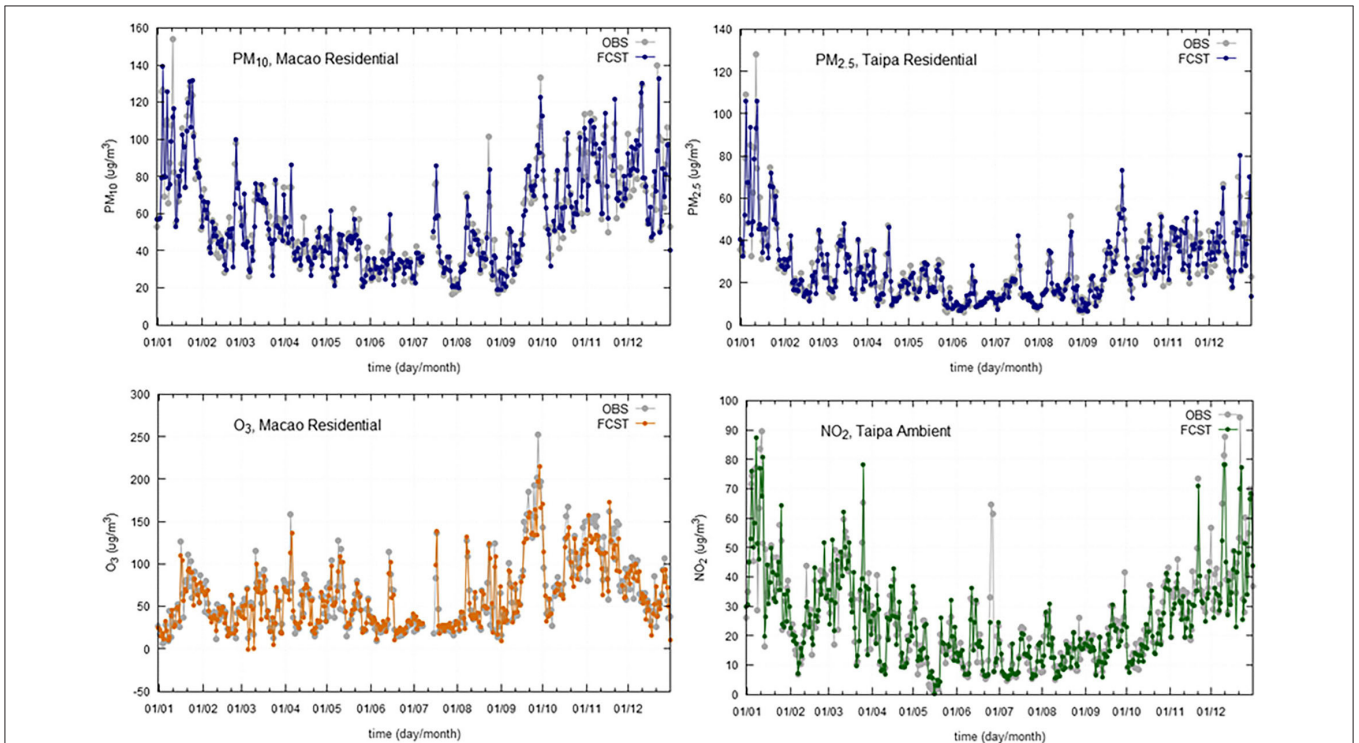 PM10, Macao Residential
OBS
FCST
PM10 (ug/m³)
160
140
120
100
80
60
40
20
0
01/01 01/02 01/03 01/04 01/05 01/06 01/07 01/08 01/09 01/10 01/11 01/12
time (day/month)
PM2.5, Taipa Residential
OBS
FCST
PM2.5 (ug/m³)
140
120
100
80
60
40
20
0
01/01 01/02 01/03 01/04 01/05 01/06 01/07 01/08 01/09 01/10 01/11 01/12
time (day/month)
O3, Macao Residential
OBS
FCST
O3 (ug/m³)
300
250
200
150
100
50
0
-50
01/01 01/02 01/03 01/04 01/05 01/06 01/07 01/08 01/09 01/10 01/11 01/12
time (day/month)
NO2, Taipa Ambient
OBS
FCST
NO2 (ug/m³)
100
90
80
70
60
50
40
30
20
10
0
01/01 01/02 01/03 01/04 01/05 01/06 01/07 01/08 01/09 01/10 01/11 01/12
time (day/month)